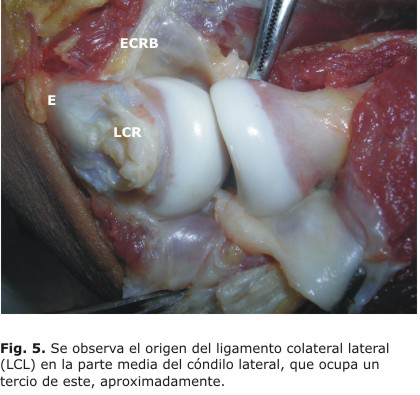 ECRB
E
LCR
Fig. 5. Se observa el origen del ligamento colateral lateral
(LCL) en la parte media del cóndilo lateral, que ocupa un
tercio de este, aproximadamente.